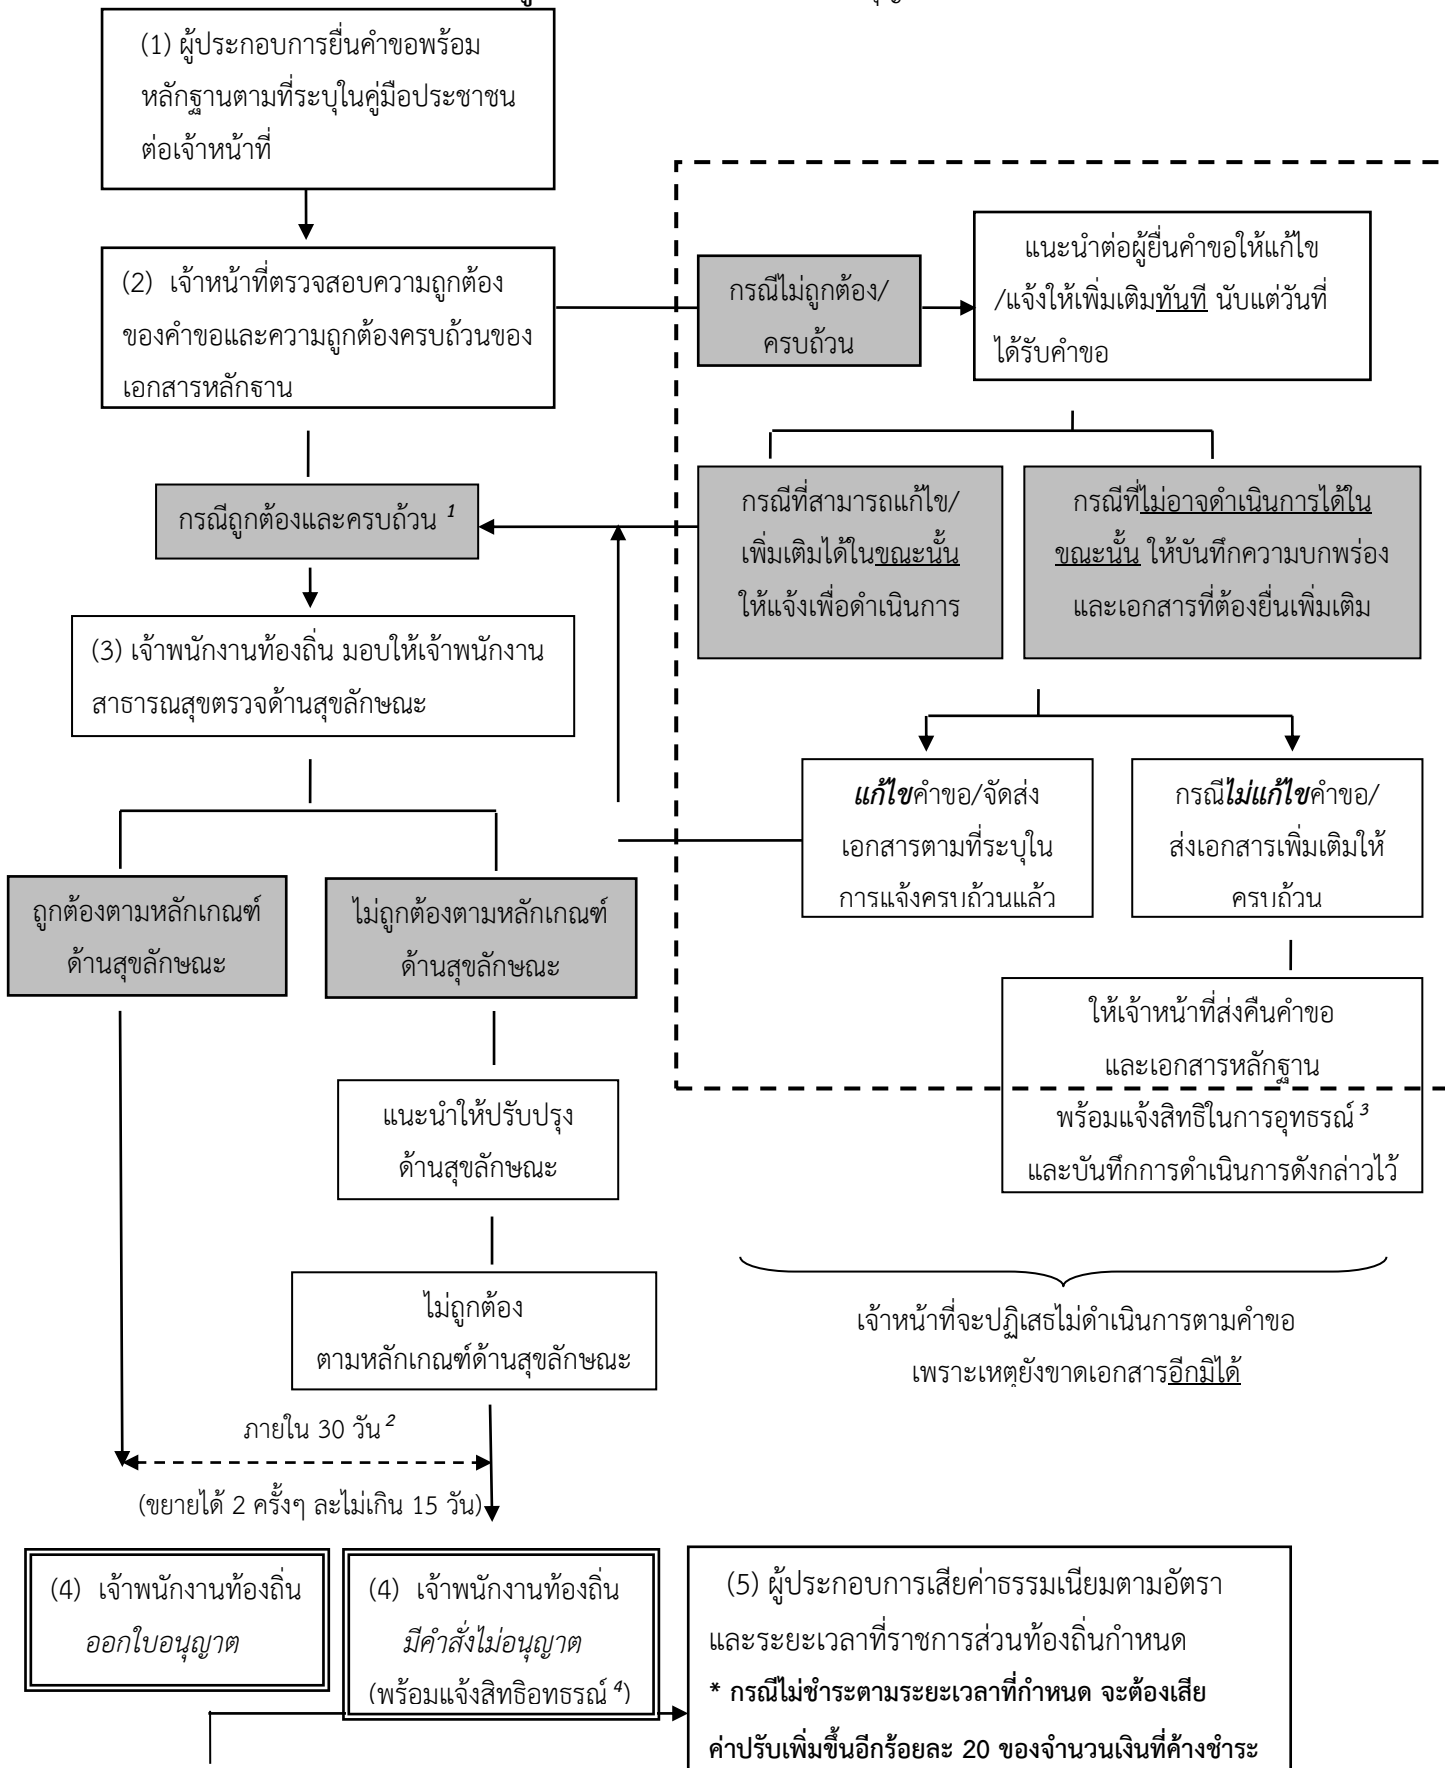 (1) ผู้ประกอบการยื่นคำขอพร้อม
หลักฐานตามที่ระบุในคู่มือประชาชน
ต่อเจ้าหน้าที่
(2) เจ้าหน้าที่ตรวจสอบความถูกต้อง
ของคำขอและความถูกต้องครบถ้วนของ
เอกสารหลักฐาน
กรณีไม่ถูกต้อง/
ครบถ้วน
แนะนำต่อผู้ยื่นคำขอให้แก้ไข
/แจ้งให้เพิ่มเติมทันที นับแต่วันที่
ได้รับคำขอ
กรณีถูกต้องและครบถ้วน 1
กรณีที่สามารถแก้ไข/
เพิ่มเติมได้ในขณะนั้น
ให้แจ้งเพื่อดำเนินการ
กรณีที่ไม่อาจดำเนินการได้ใน
ขณะนั้น ให้บันทึกความบกพร่อง
และเอกสารที่ต้องยื่นเพิ่มเติม
(3) เจ้าพนักงานท้องถิ่น มอบให้เจ้าพนักงาน
สาธารณสุขตรวจด้านสุขลักษณะ
แก้ไขคำขอ/จัดส่ง
เอกสารตามที่ระบุใน
การแจ้งครบถ้วนแล้ว
กรณีไม่แก้ไขคำขอ/
ส่งเอกสารเพิ่มเติมให้
ครบถ้วน
ถูกต้องตามหลักเกณฑ์
ด้านสุขลักษณะ
ไม่ถูกต้องตามหลักเกณฑ์
ด้านสุขลักษณะ
ให้เจ้าหน้าที่ส่งคืนคำขอ
และเอกสารหลักฐาน
พร้อมแจ้งสิทธิในการอุทธรณ์ 3
และบันทึกการดำเนินการดังกล่าวไว้
แนะนำให้ปรับปรุง
ด้านสุขลักษณะ
ไม่ถูกต้อง
ตามหลักเกณฑ์ด้านสุขลักษณะ
เจ้าหน้าที่จะปฏิเสธไม่ดำเนินการตามคำขอ
เพราะเหตุยังขาดเอกสารอีกมิได้
ภายใน 30 วัน 2
(ขยายได้ 2 ครั้งๆ ละไม่เกิน 15 วัน)
(4) เจ้าพนักงานท้องถิ่น
ออกใบอนุญาต
(4) เจ้าพนักงานท้องถิ่น
มีคำสั่งไม่อนุญาต
(พร้อมแจ้งสิทธิอุทธรณ์ 4)
(5) ผู้ประกอบการเสียค่าธรรมเนียมตามอัตรา
และระยะเวลาที่ราชการส่วนท้องถิ่นกำหนด
* กรณีไม่ชำระตามระยะเวลาที่กำหนด จะต้องเสีย
ค่าปรับเพิ่มขึ้นอีกร้อยละ 20 ของจำนวนเงินที่ค้างชำระ